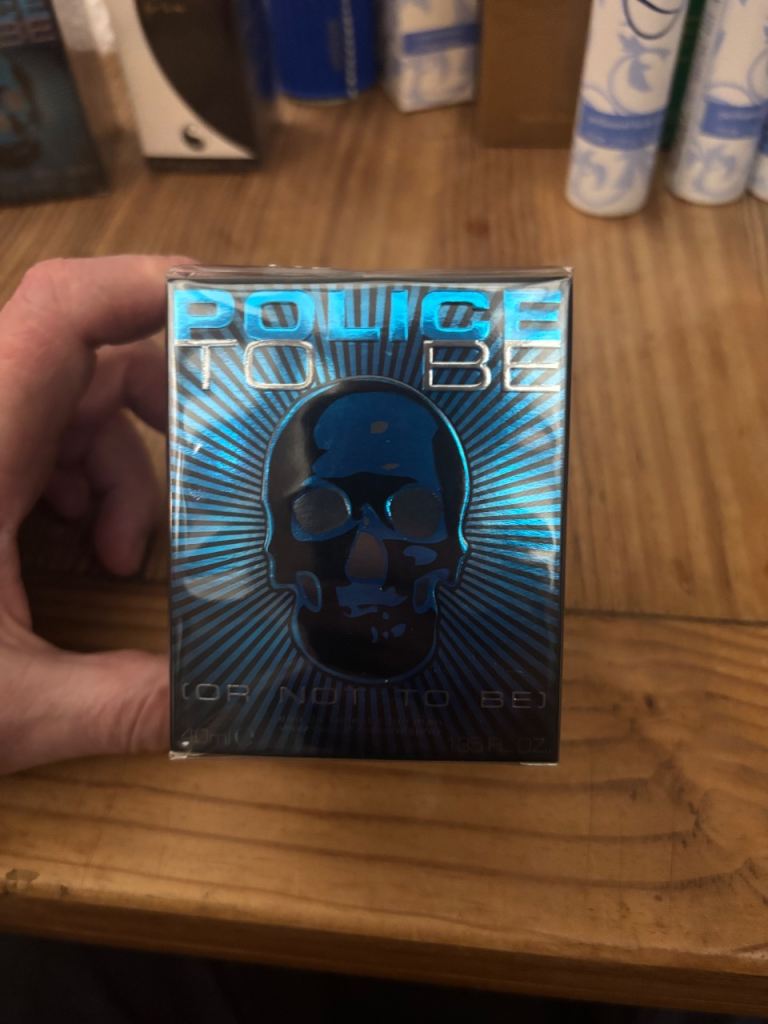 POLICE
TO BE
(OR NOT TO BE)
40ml ℮ 1.35 FL. OZ.